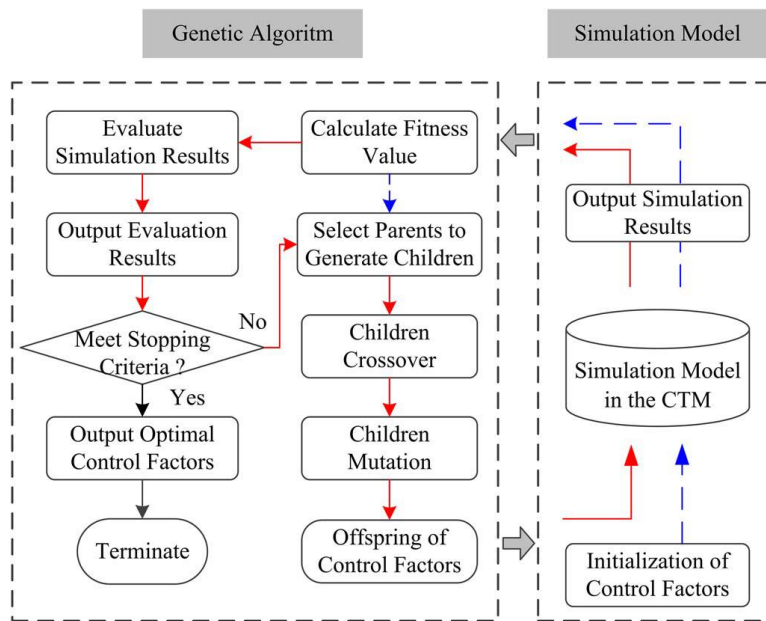 Genetic Algoritm
Simulation Model
Evaluate
Simulation Results
Calculate Fitness
Value
Output Evaluation
Results
Select Parents to
Generate Children
No
Meet Stopping
Criteria ?
Children
Crossover
Yes
Output Optimal
Control Factors
Children
Mutation
Terminate
Offspring of
Control Factors
Output Simulation
Results
Simulation Model
in the CTM
Initialization of
Control Factors